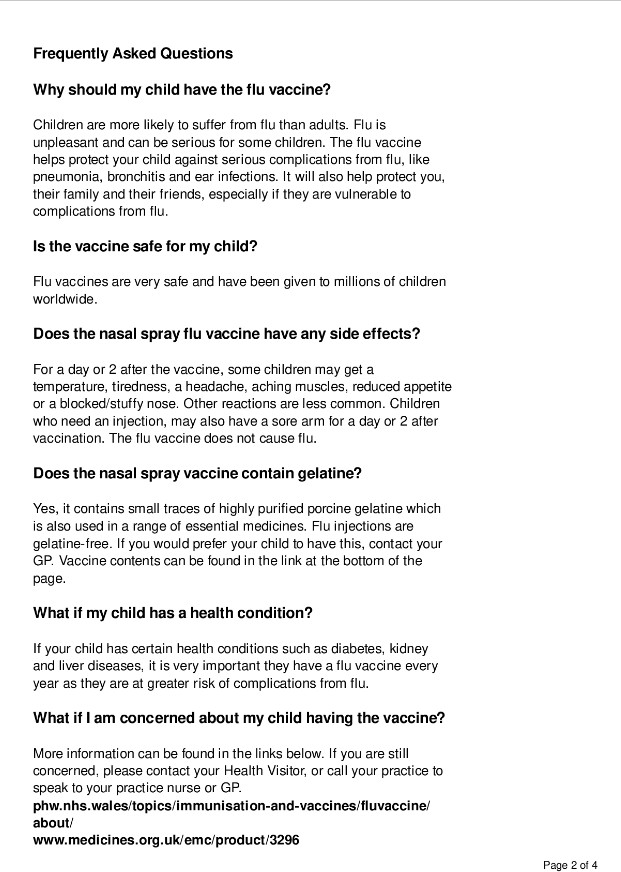 Frequently Asked Questions
Why should my child have the flu vaccine?
Children are more likely to suffer from flu than adults. Flu is
unpleasant and can be serious for some children. The flu vaccine
helps protect your child against serious complications from flu, like
pneumonia, bronchitis and ear infections. It will also help protect you,
their family and their friends, especially if they are vulnerable to
complications from flu.
Is the vaccine safe for my child?
Flu vaccines are very safe and have been given to millions of children
worldwide.
Does the nasal spray flu vaccine have any side effects?
For a day or 2 after the vaccine, some children may get a
temperature, tiredness, a headache, aching muscles, reduced appetite
or a blocked/stuffy nose. Other reactions are less common. Children
who need an injection, may also have a sore arm for a day or 2 after
vaccination. The flu vaccine does not cause flu.
Does the nasal spray vaccine contain gelatine?
Yes, it contains small traces of highly purified porcine gelatine which
is also used in a range of essential medicines. Flu injections are
gelatine-free. If you would prefer your child to have this, contact your
GP. Vaccine contents can be found in the link at the bottom of the
page.
What if my child has a health condition?
If your child has certain health conditions such as diabetes, kidney
and liver diseases, it is very important they have a flu vaccine every
year as they are at greater risk of complications from flu.
What if I am concerned about my child having the vaccine?
More information can be found in the links below. If you are still
concerned, please contact your Health Visitor, or call your practice to
speak to your practice nurse or GP.
phw.nhs.wales/topics/immunisation-and-vaccines/fluvaccine/
about/
www.medicines.org.uk/emc/product/3296
Page 2 of 4